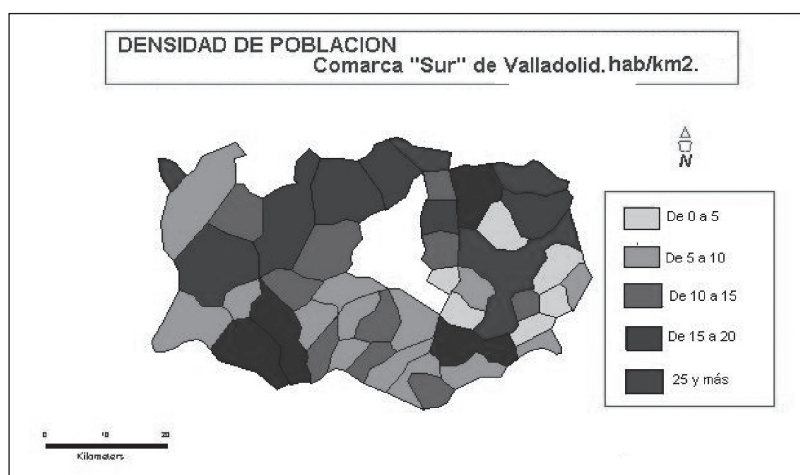 DENSIDAD DE POBLACION
Comarca "Sur" de Valladolid. hab/km2.
N
De 0 a 5
De 5 a 10
De 10 a 15
De 15 a 20
25 y más
0 10 20
Kilometers